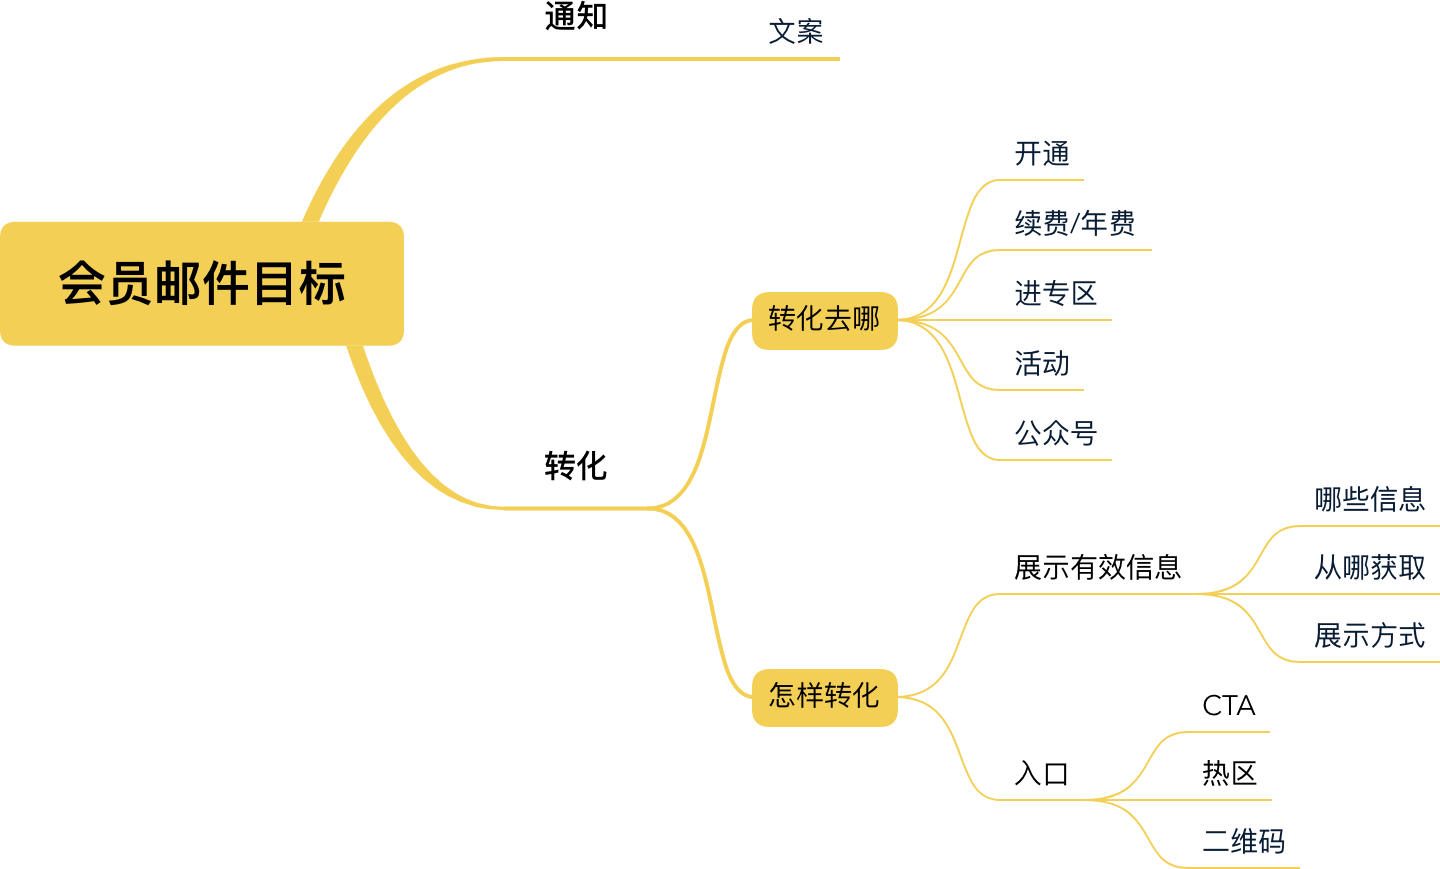 通知
文案
会员邮件目标
转化
转化去哪
开通
续费/年费
进专区
活动
公众号
怎样转化
展示有效信息
哪些信息
从哪获取
展示方式
入口
CTA
热区
二维码